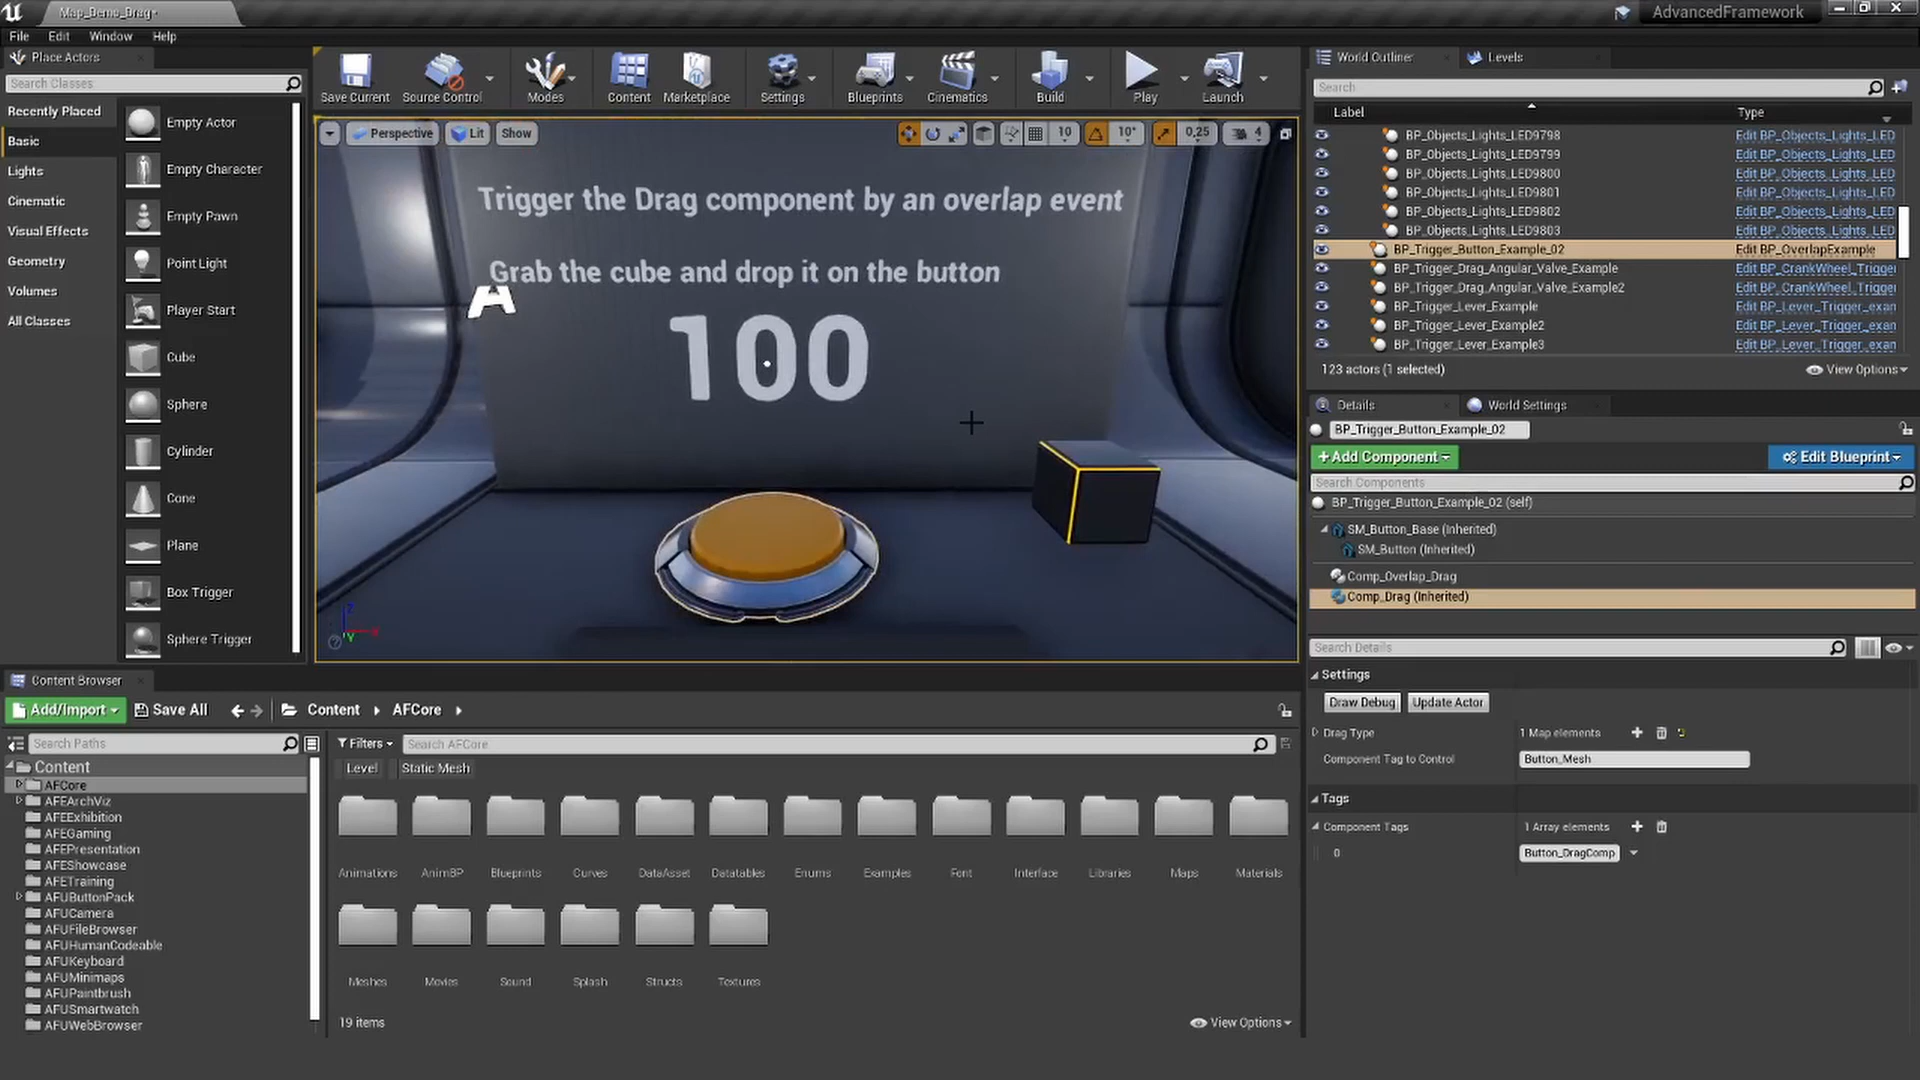 Map_Demo_Drag*
AdvancedFramework
File Edit Window Help
Place Actors
Search Classes
Recently Placed
Basic
Lights
Cinematic
Visual Effects
Geometry
Volumes
All Classes
Empty Actor
Empty Character
Empty Pawn
Point Light
Player Start
Cube
Sphere
Cylinder
Cone
Plane
Box Trigger
Sphere Trigger
Save Current Source Control Modes Content Marketplace Settings Blueprints Cinematics Build Play Launch
Perspective Lit Show 10 10° 0,25 4
Trigger the Drag component by an overlap event
Grab the cube and drop it on the button
A
100
Z
X
Y
World Outliner Levels
Search
Label Type
BP_Objects_Lights_LED9798 Edit BP_Objects_Lights_LED
BP_Objects_Lights_LED9799 Edit BP_Objects_Lights_LED
BP_Objects_Lights_LED9800 Edit BP_Objects_Lights_LED
BP_Objects_Lights_LED9801 Edit BP_Objects_Lights_LED
BP_Objects_Lights_LED9802 Edit BP_Objects_Lights_LED
BP_Objects_Lights_LED9803 Edit BP_Objects_Lights_LED
BP_Trigger_Button_Example_02 Edit BP_OverlapExample
BP_Trigger_Drag_Angular_Valve_Example Edit BP_CrankWheel_Trigger
BP_Trigger_Drag_Angular_Valve_Example2 Edit BP_CrankWheel_Trigger
BP_Trigger_Lever_Example Edit BP_Lever_Trigger_exan
BP_Trigger_Lever_Example2 Edit BP_Lever_Trigger_exan
BP_Trigger_Lever_Example3 Edit BP_Lever_Trigger_exan
123 actors (1 selected) View Options
Details World Settings
BP_Trigger_Button_Example_02
+Add Component Edit Blueprint
Search Components
BP_Trigger_Button_Example_02 (self)
SM_Button_Base (Inherited)
SM_Button (Inherited)
Comp_Overlap_Drag
Comp_Drag (Inherited)
Search Details
Settings
Draw Debug Update Actor
Drag Type 1 Map elements
Component Tag to Control Button_Mesh
Tags
Component Tags 1 Array elements
0 Button_DragComp
Content Browser
Add/Import Save All Content AFCore
Search Paths
Filters Search AFCore
Level Static Mesh
Content
AFCore
AFEArchViz
AFEExhibition
AFEGaming
AFEPresentation
AFEShowcase
AFETraining
AFUButtonPack
AFUCamera
AFUFileBrowser
AFUHumanCodeable
AFUKeyboard
AFUMinimaps
AFUPaintbrush
AFUSmartwatch
AFUWebBrowser
Animations AnimBP Blueprints Curves DataAsset Datatables Enums Examples Font Interface Libraries Maps Materials
Meshes Movies Sound Splash Structs Textures
19 items View Options